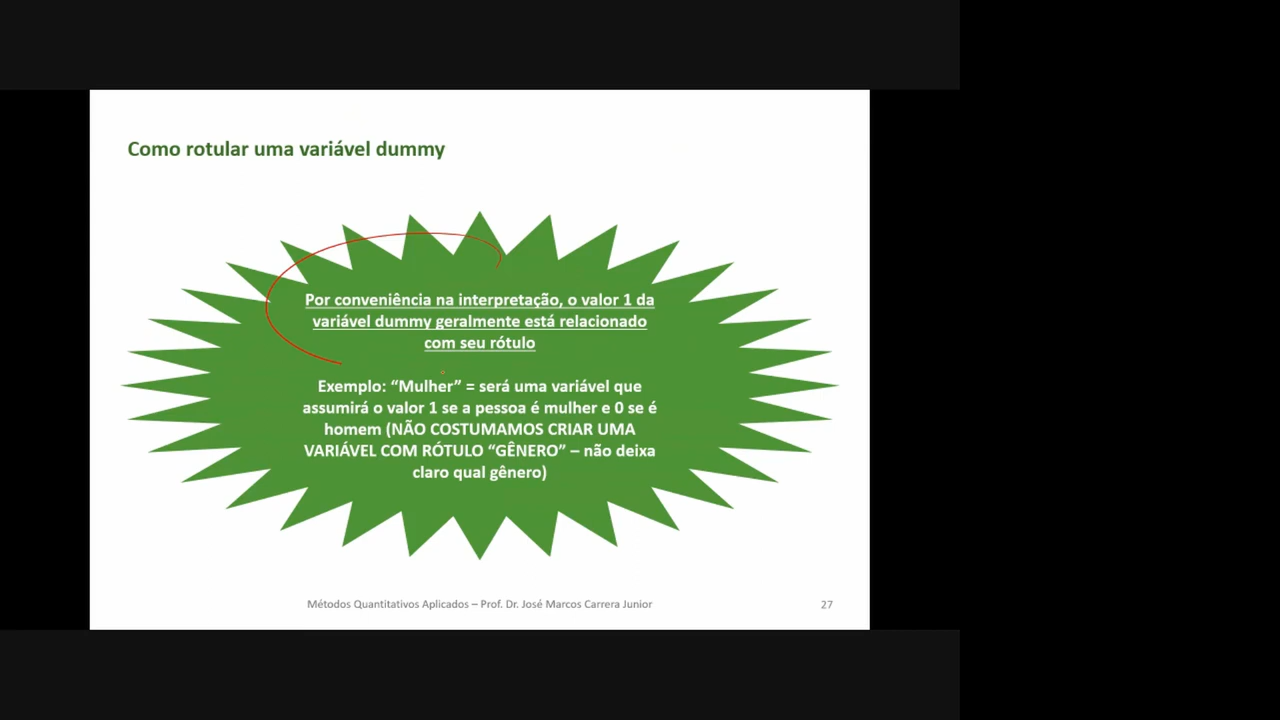 Como rotular uma variável dummy
Por conveniência na interpretação, o valor 1 da
variável dummy geralmente está relacionado
com seu rótulo
Exemplo: “Mulher” = será uma variável que
assumirá o valor 1 se a pessoa é mulher e 0 se é
homem (NÃO COSTUMAMOS CRIAR UMA
VARIÁVEL COM RÓTULO “GÊNERO” – não deixa
claro qual gênero)
Métodos Quantitativos Aplicados – Prof. Dr. José Marcos Carrera Junior
27